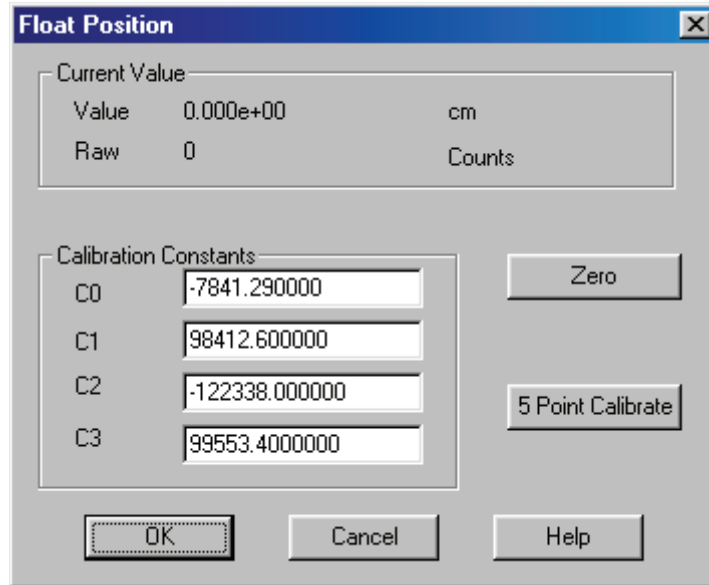 Float Position
Current Value
Value 0.000e+00 cm
Raw 0 Counts
Calibration Constants
C0 -7841.290000
Zero
C1 98412.600000
C2 -122338.000000
5 Point Calibrate
C3 99553.4000000
OK Cancel Help